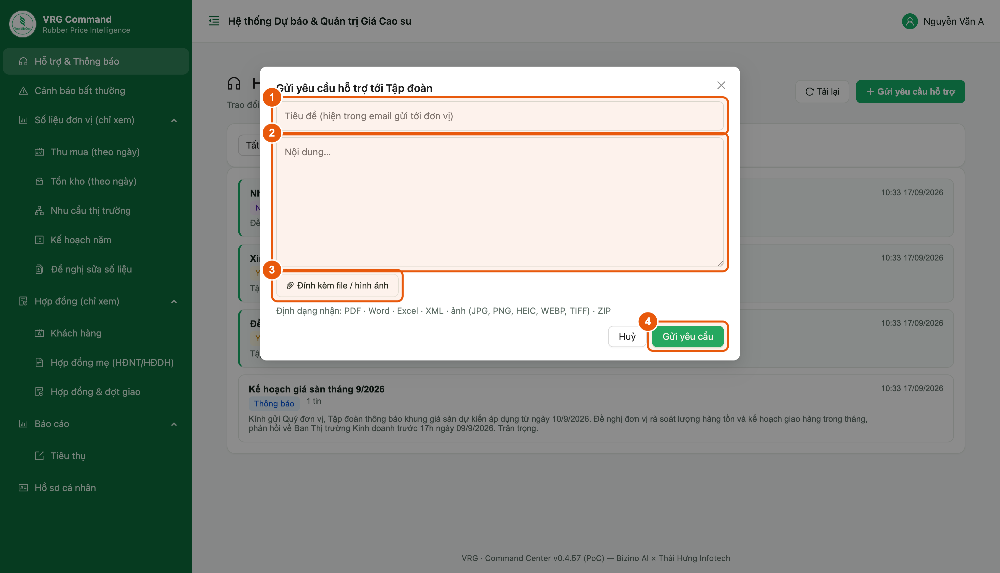 VRG Command
Rubber Price Intelligence
Hỗ trợ & Thông báo
Cảnh báo bất thường
Số liệu đơn vị (chỉ xem)
Thu mua (theo ngày)
Tồn kho (theo ngày)
Nhu cầu thị trường
Kế hoạch năm
Đề nghị sửa số liệu
Hợp đồng (chỉ xem)
Khách hàng
Hợp đồng mẹ (HĐNT/HĐDH)
Hợp đồng & đợt giao
Báo cáo
Tiêu thụ
Hồ sơ cá nhân
Hệ thống Dự báo & Quản trị Giá Cao su
Nguyễn Văn A
Trao đổi
Tải lại
+ Gửi yêu cầu hỗ trợ
Tất
10:33 17/09/2026
10:33 17/09/2026
10:33 17/09/2026
Gửi yêu cầu hỗ trợ tới Tập đoàn
1
Tiêu đề (hiện trong email gửi tới đơn vị)
2
Nội dung...
3
Đính kèm file / hình ảnh
Định dạng nhận: PDF · Word · Excel · XML · ảnh (JPG, PNG, HEIC, WEBP, TIFF) · ZIP
Huỷ
4
Gửi yêu cầu
Kế hoạch giá sàn tháng 9/2026
10:33 17/09/2026
Thông báo
1 tin
Kính gửi Quý đơn vị, Tập đoàn thông báo khung giá sàn dự kiến áp dụng từ ngày 10/9/2026. Đề nghị đơn vị rà soát lượng hàng tồn và kế hoạch giao hàng trong tháng,
phản hồi về Ban Thị trường Kinh doanh trước 17h ngày 09/9/2026. Trân trọng.
VRG · Command Center v0.4.57 (PoC) — Bizino AI × Thái Hưng Infotech